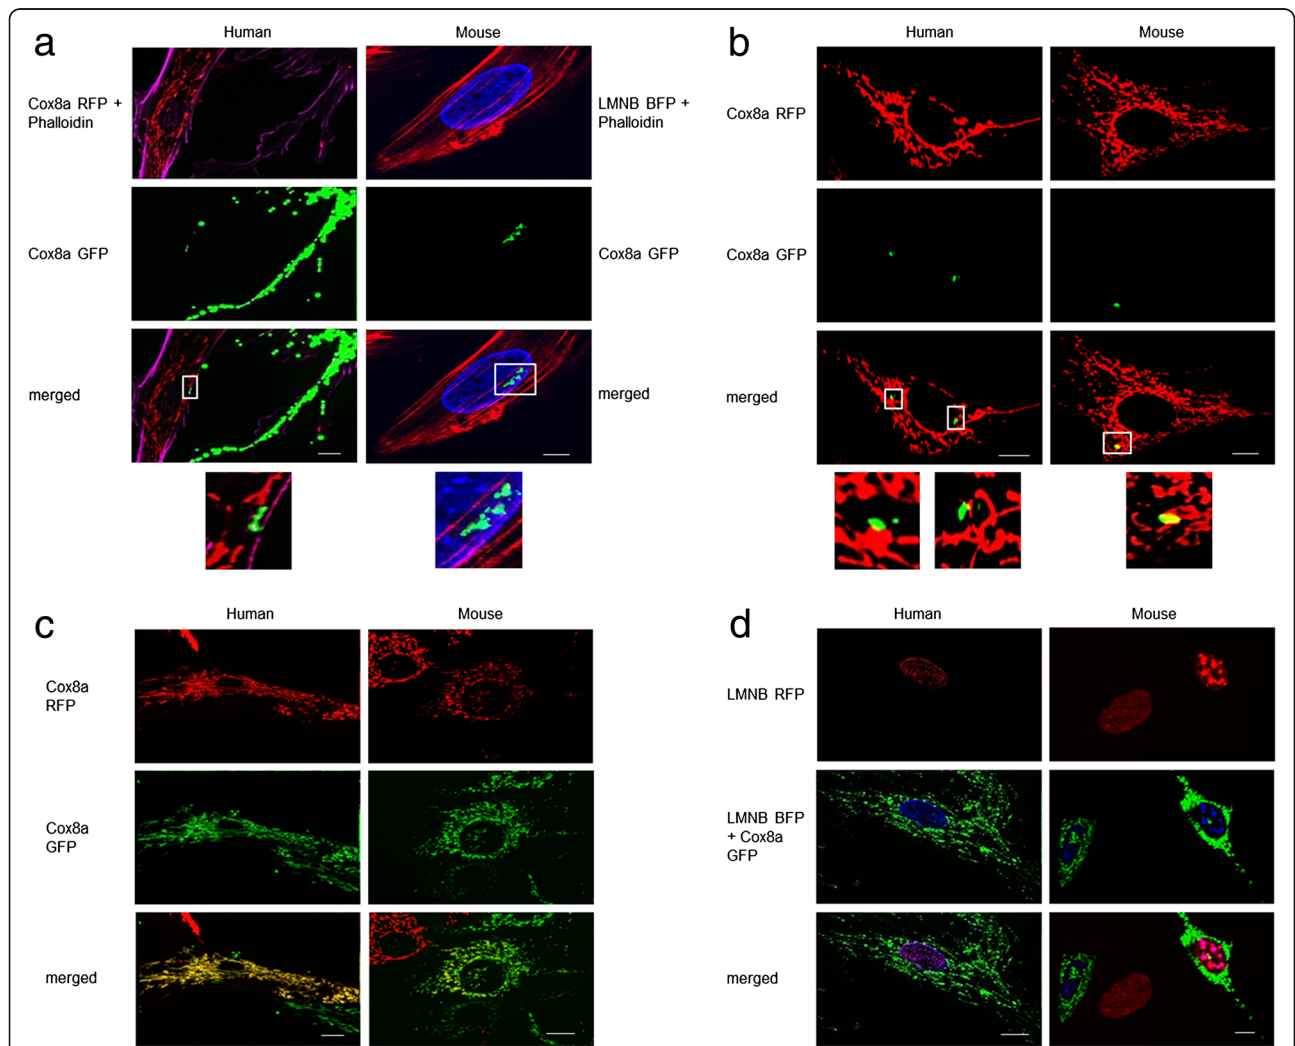 a
Human
Mouse
Cox8a RFP +
Phalloidin
LMNB BFP +
Phalloidin
Cox8a GFP
Cox8a GFP
merged
merged
b
Human
Mouse
Cox8a RFP
Cox8a GFP
merged
c
Human
Mouse
Cox8a
RFP
Cox8a
GFP
merged
d
Human
Mouse
LMNB RFP
LMNB BFP
+ Cox8a
GFP
merged